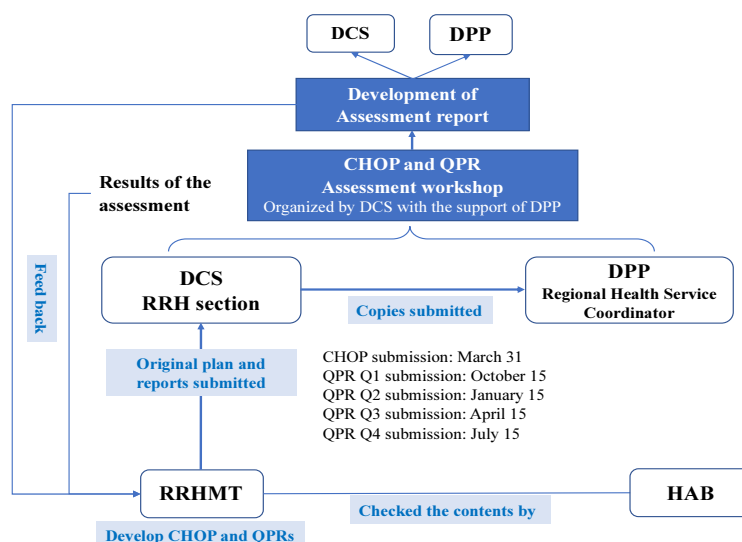 DCS
DPP
Development of
Assessment report
CHOP and QPR
Assessment workshop
Organized by DCS with the support of DPP
Results of the
assessment
Feed back
DCS
RRH section
Copies submitted
DPP
Regional Health Service
Coordinator
Original plan and
reports submitted
CHOP submission: March 31
QPR Q1 submission: October 15
QPR Q2 submission: January 15
QPR Q3 submission: April 15
QPR Q4 submission: July 15
RRHMT
Checked the contents by
HAB
Develop CHOP and QPRs